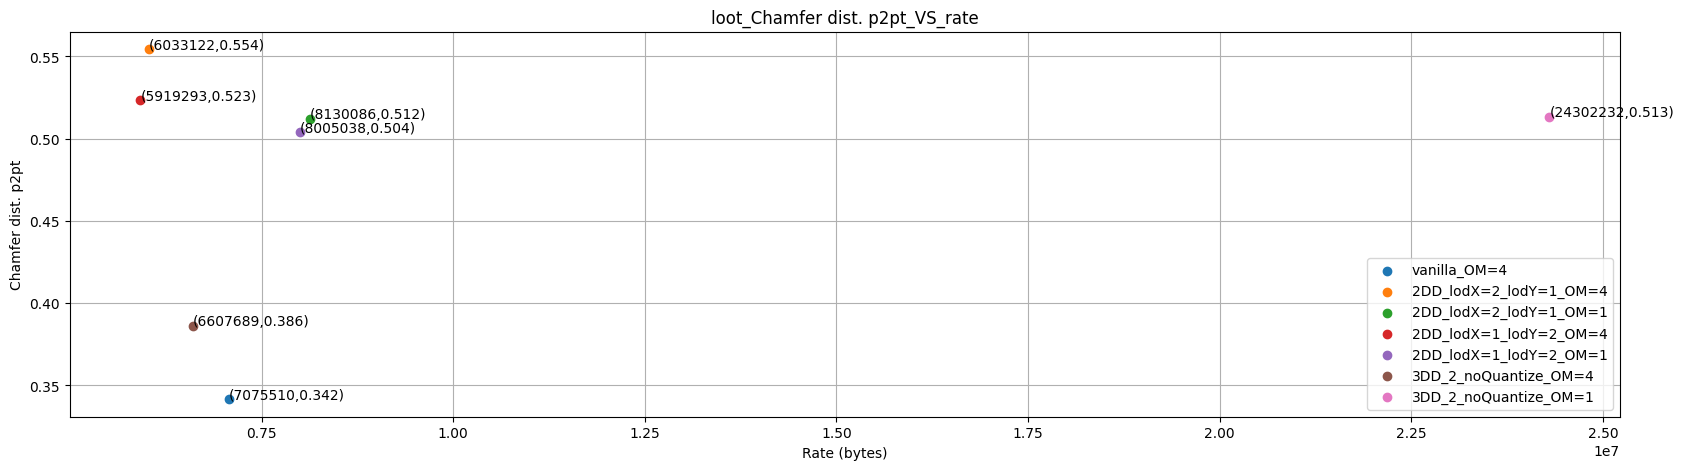 loot_Chamfer dist. p2pt_VS_rate
(6033122,0.554)
0.55
(5919293,0.523)
(8130086,0.512)
(24302232,0.513)
(8005038,0.504)
0.50
Chamfer dist. p2pt
0.45
0.40
(6607689,0.386)
0.35
(7075510,0.342)
vanilla_OM=4
2DD_lodX=2_lodY=1_OM=4
2DD_lodX=2_lodY=1_OM=1
2DD_lodX=1_lodY=2_OM=4
2DD_lodX=1_lodY=2_OM=1
3DD_2_noQuantize_OM=4
3DD_2_noQuantize_OM=1
0.75 1.00 1.25 1.50 1.75 2.00 2.25 2.50
1e7
Rate (bytes)